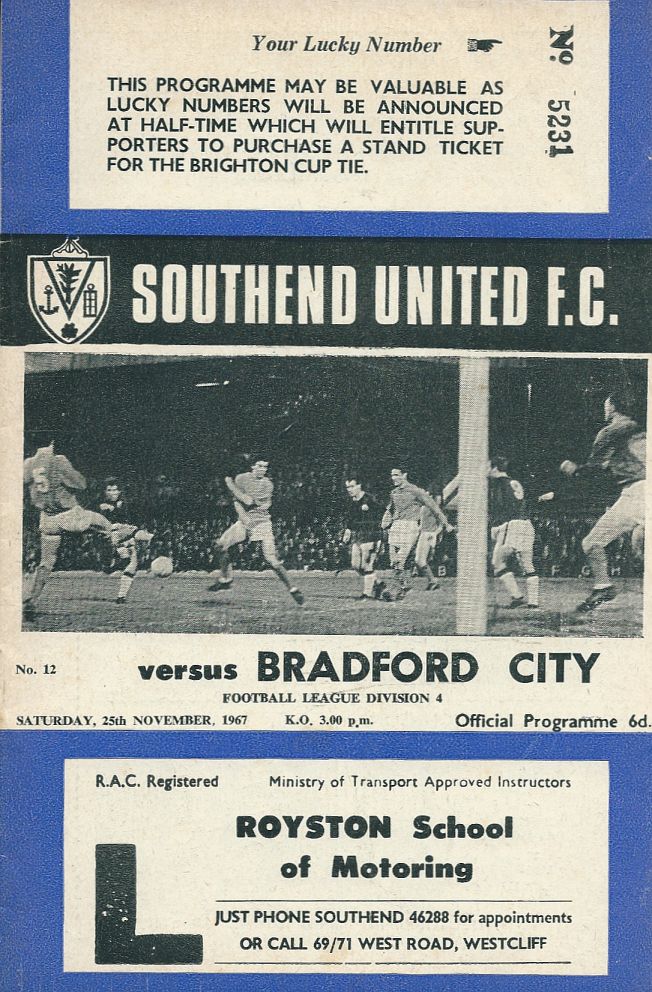 Your Lucky Number
No. 5231
THIS PROGRAMME MAY BE VALUABLE AS
LUCKY NUMBERS WILL BE ANNOUNCED
AT HALF-TIME WHICH WILL ENTITLE SUP-
PORTERS TO PURCHASE A STAND TICKET
FOR THE BRIGHTON CUP TIE.
SOUTHEND UNITED F.C.
No. 12
versus BRADFORD CITY
FOOTBALL LEAGUE DIVISION 4
SATURDAY, 25th NOVEMBER, 1967 K.O. 3.00 p.m. Official Programme 6d.
R.A.C. Registered Ministry of Transport Approved Instructors
ROYSTON School
of Motoring
L
JUST PHONE SOUTHEND 46288 for appointments
OR CALL 69/71 WEST ROAD, WESTCLIFF